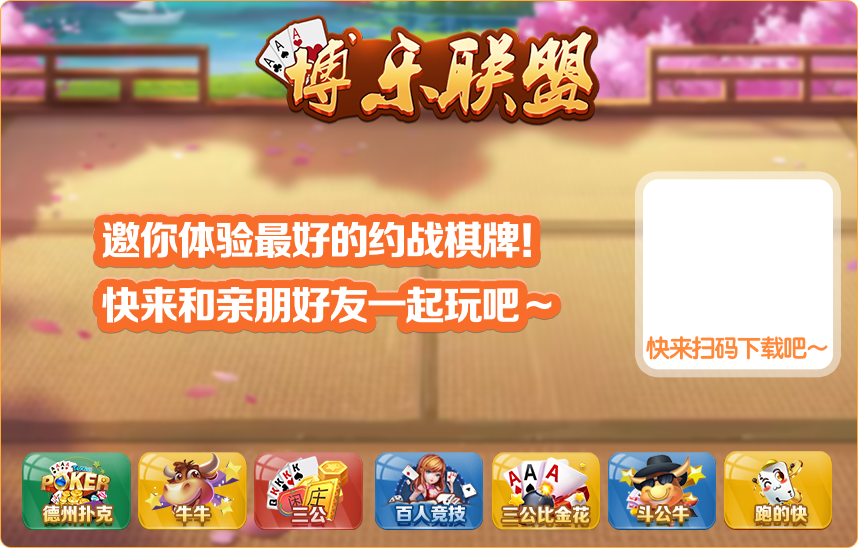 博乐联盟
邀你体验最好的约战棋牌!
快来和亲朋好友一起玩吧～
快来扫码下载吧～
TEXAS
POKER
德州扑克
牛牛
闲庄
三公
百人竞技
三公比金花
斗公牛
跑的快